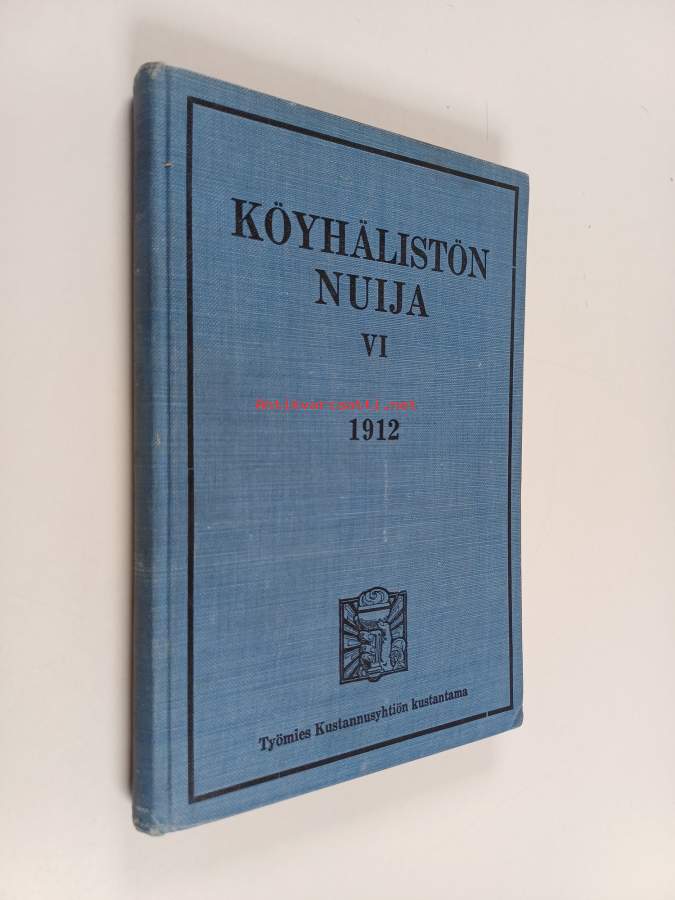 KÖYHÄLISTÖN
NUIJA
VI
Antikvariaatti.net
1912
Työmies Kustannusyhtiön kustantama